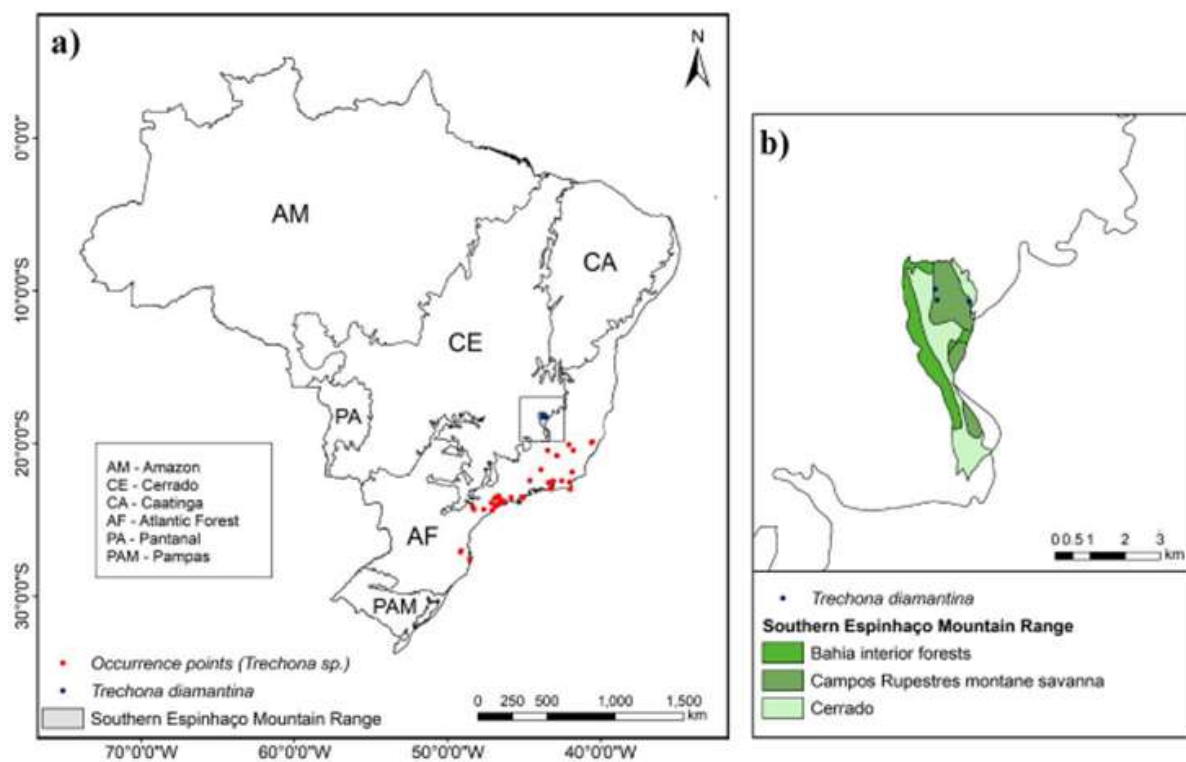 a)
N
0°0'0"
10°0'0"S
20°0'0"S
30°0'0"S
AM
CA
CE
PA
AF
PAM
AM - Amazon
CE - Cerrado
CA - Caatinga
AF - Atlantic Forest
PA - Pantanal
PAM - Pampas
Occurrence points (Trechona sp.)
Trechona diamantina
Southern Espinhaço Mountain Range
0 250 500 1,000 1,500
km
70°0'0"W 60°0'0"W 50°0'0"W 40°0'0"W
b)
0 0.5 1 2 3
km
Trechona diamantina
Southern Espinhaço Mountain Range
Bahia interior forests
Campos Rupestres montane savanna
Cerrado